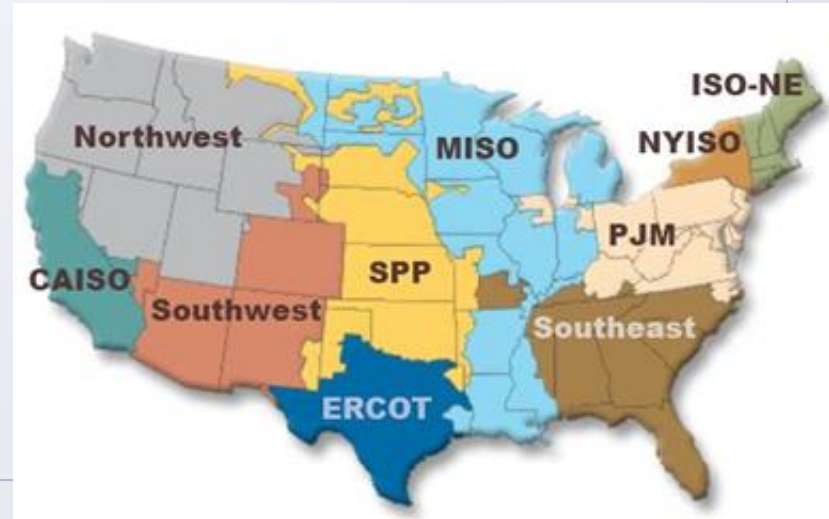 ISO-NE
Northwest
MISO
NYISO
PJM
CAISO
SPP
Southwest
Southeast
ERCOT